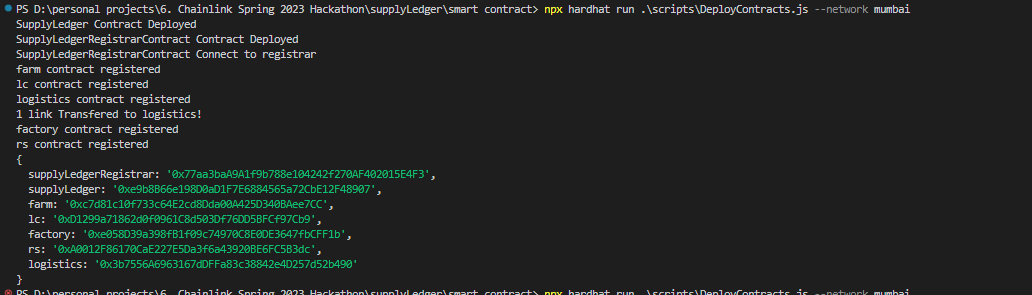 PS D:\personal projects\6. Chainlink Spring 2023 Hackathon\supplyLedger\smart contract> npx hardhat run .\scripts\DeployContracts.js --network mumbai
SupplyLedger Contract Deployed
SupplyLedgerRegistrarContract Contract Deployed
SupplyLedgerRegistrarContract Connect to registrar
farm contract registered
lc contract registered
logistics contract registered
1 link Transfered to logistics!
factory contract registered
rs contract registered
{
  supplyLedgerRegistrar: '0x77aa3baA9A1f9b788e104242f270AF402015E4F3',
  supplyLedger: '0xe9b8B66e198D0aD1F7E6884565a72CbE12F48907',
  farm: '0xc7d81c10f733c64E2cd8Dda00A425D340BAee7CC',
  lc: '0xD1299a71862d0f0961C8d503Df76DD5BFCf97Cb9',
  factory: '0xe058D39a398fB1f09c74970C8E0DE3647fbCFF1b',
  rs: '0xA0012F86170CaE227E5Da3f6a43920BE6FC5B3dc',
  logistics: '0x3b7556A6963167dDFFa83c38842e4D257d52b490'
}
PS D:\personal projects\6. Chainlink Spring 2023 Hackathon\supplyLedger\smart contract> npx hardhat run .\scripts\DeployContracts.js --network mumbai